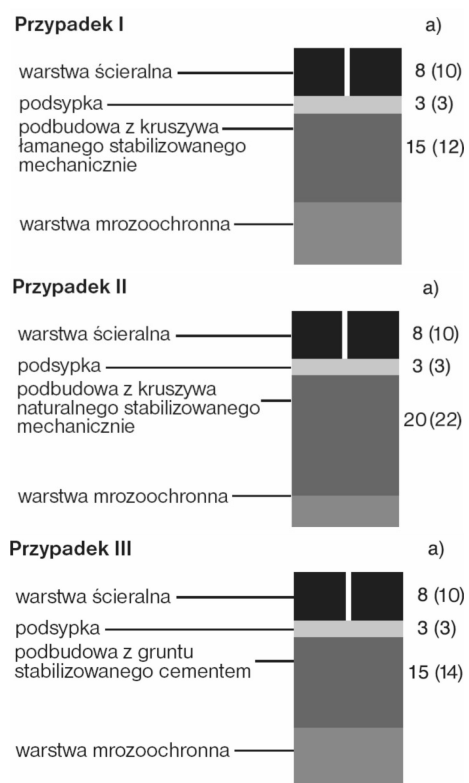 Przypadek I a)
warstwa ścieralna 8 (10)
podsypka 3 (3)
podbudowa z kruszywa
łamanego stabilizowanego 15 (12)
mechanicznie
warstwa mrozoochronna
Przypadek II a)
warstwa ścieralna 8 (10)
podsypka 3 (3)
podbudowa z kruszywa
naturalnego stabilizowanego
mechanicznie 20 (22)
warstwa mrozoochronna
Przypadek III a)
warstwa ścieralna 8 (10)
podsypka 3 (3)
podbudowa z gruntu
stabilizowanego cementem 15 (14)
warstwa mrozoochronna